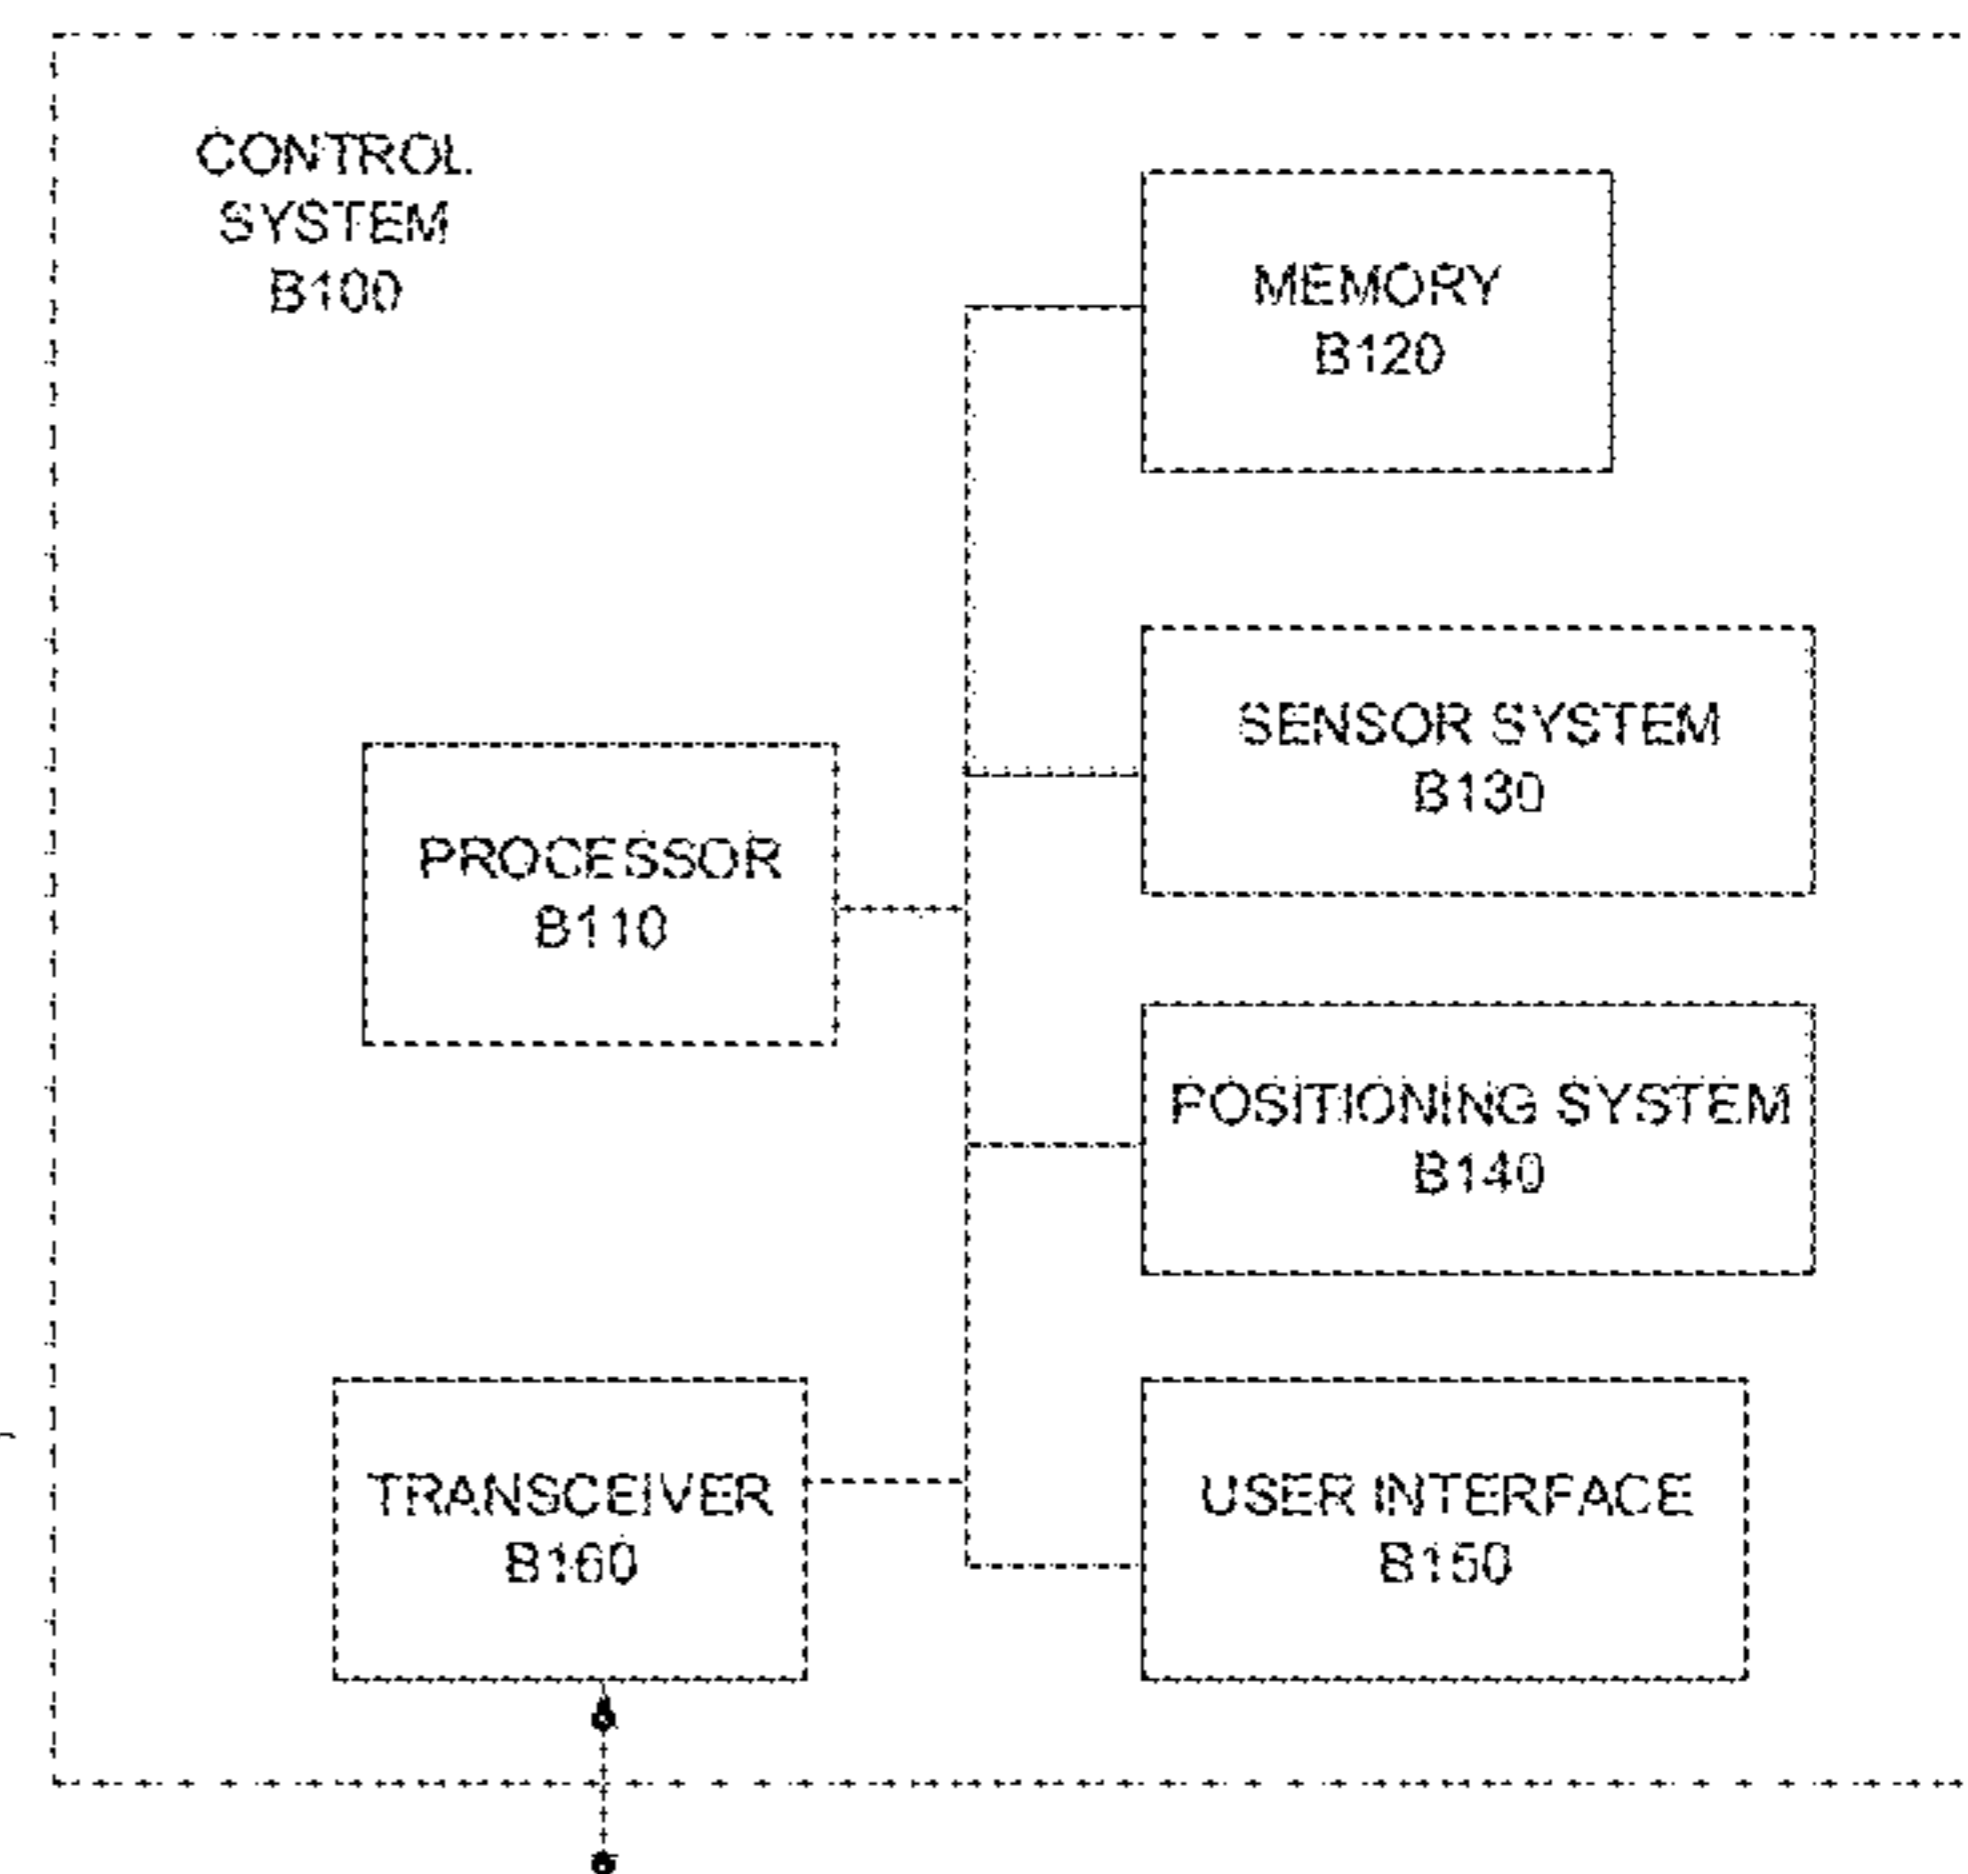 CONTROL
SYSTEM
B100
MEMORY
B120
SENSOR SYSTEM
B130
PROCESSOR
B110
POSITIONING SYSTEM
B140
TRANSCEIVER
B160
USER INTERFACE
B150